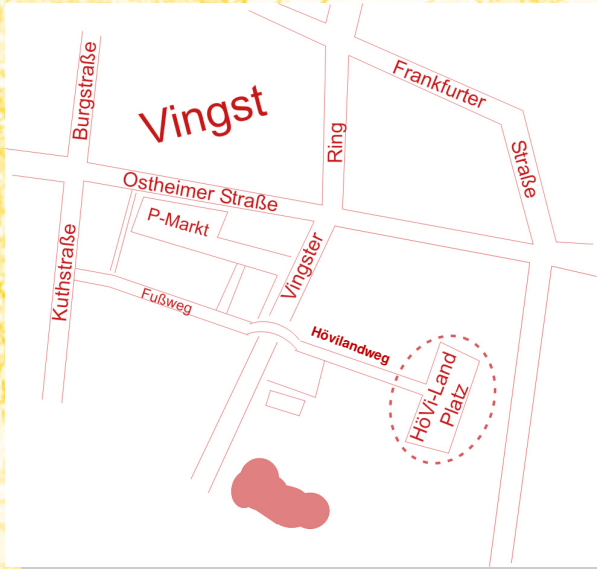 Burgstraße
Vingst
Ring
Frankfurter
Straße
Ostheimer Straße
P-Markt
Kuthstraße
Vingster
Fußweg
Hövilandweg
HöVi-Land
Platz